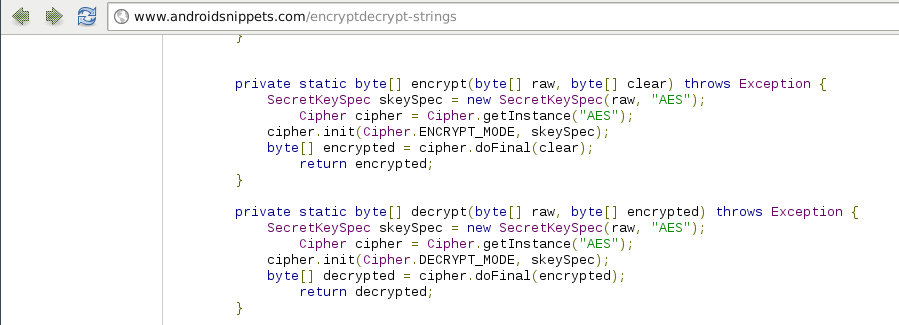 www.androidsnippets.com/encryptdecrypt-strings
}
private static byte[] encrypt(byte[] raw, byte[] clear) throws Exception {
SecretKeySpec skeySpec = new SecretKeySpec(raw, "AES");
Cipher cipher = Cipher.getInstance("AES");
cipher.init(Cipher.ENCRYPT_MODE, skeySpec);
byte[] encrypted = cipher.doFinal(clear);
return encrypted;
}
private static byte[] decrypt(byte[] raw, byte[] encrypted) throws Exception {
SecretKeySpec skeySpec = new SecretKeySpec(raw, "AES");
Cipher cipher = Cipher.getInstance("AES");
cipher.init(Cipher.DECRYPT_MODE, skeySpec);
byte[] decrypted = cipher.doFinal(encrypted);
return decrypted;
}